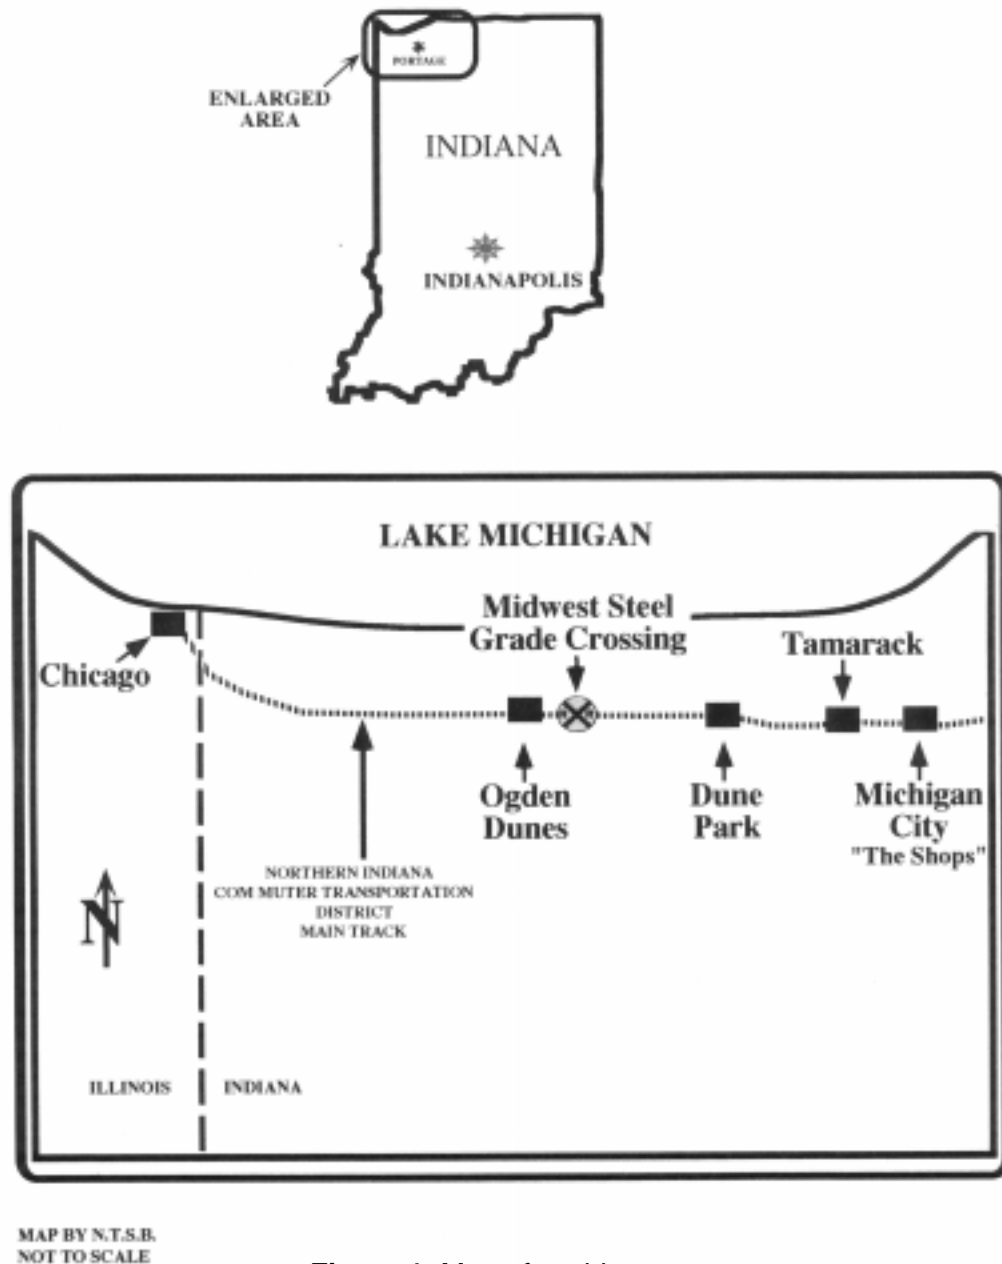 PORTAGE
ENLARGED
AREA
INDIANA
INDIANAPOLIS
LAKE MICHIGAN
Midwest Steel
Grade Crossing
Tamarack
Chicago
Ogden
Dunes
Dune
Park
Michigan
City
"The Shops"
NORTHERN INDIANA
COM MUTER TRANSPORTATION
DISTRICT
MAIN TRACK
N
ILLINOIS
INDIANA
MAP BY N.T.S.B.
NOT TO SCALE